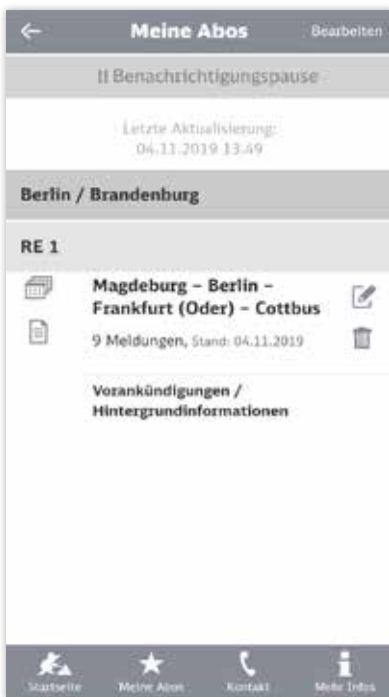 Meine Abos
Bearbeiten
II Benachrichtigungspause
Letzte Aktualisierung:
04.11.2019 13.49
Berlin / Brandenburg
RE 1
Magdeburg – Berlin –
Frankfurt (Oder) – Cottbus
9 Meldungen, Stand: 04.11.2019
Vorankündigungen /
Hintergrundinformationen
Startseite
Meine Abos
Kontakt
Mehr Infos